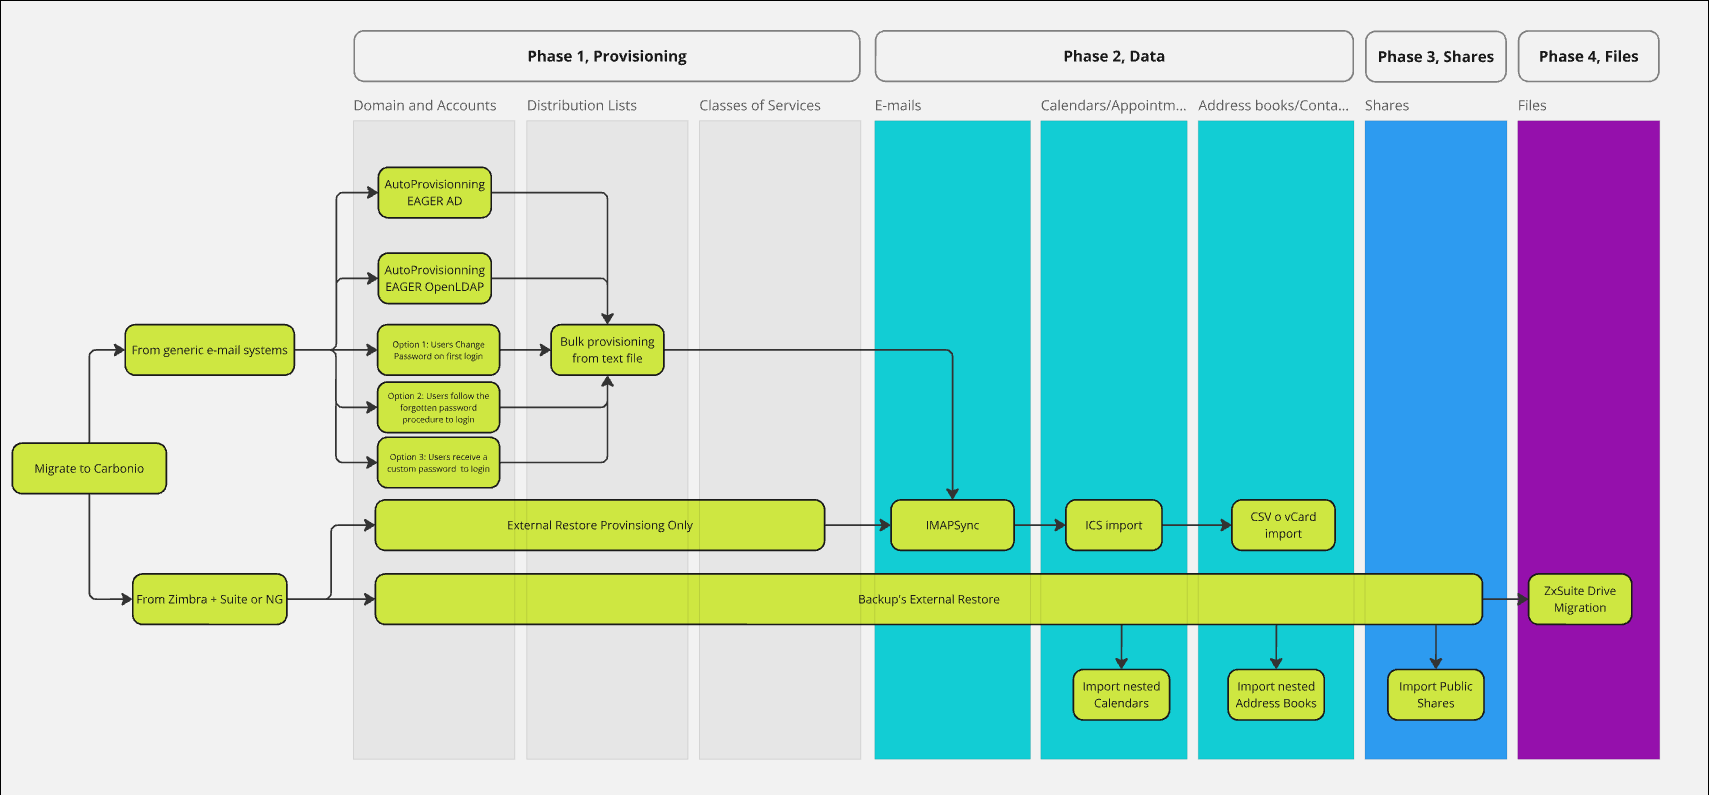 Phase 1, Provisioning
Phase 2, Data
Phase 3, Shares
Phase 4, Files
Domain and Accounts
Distribution Lists
Classes of Services
E-mails
Calendars/Appointm...
Address books/Conta...
Shares
Files
AutoProvisionning
EAGER AD
AutoProvisionning
EAGER OpenLDAP
From generic e-mail systems
Option 1: Users Change
Password on first login
Bulk provisioning
from text file
Option 2: Users follow the
forgotten password
procedure to login
Option 3: Users receive a
custom password to login
Migrate to Carbonio
External Restore Provinsiong Only
IMAPSync
ICS import
CSV o vCard
import
From Zimbra + Suite or NG
Backup's External Restore
ZxSuite Drive
Migration
Import nested
Calendars
Import nested
Address Books
Import Public
Shares